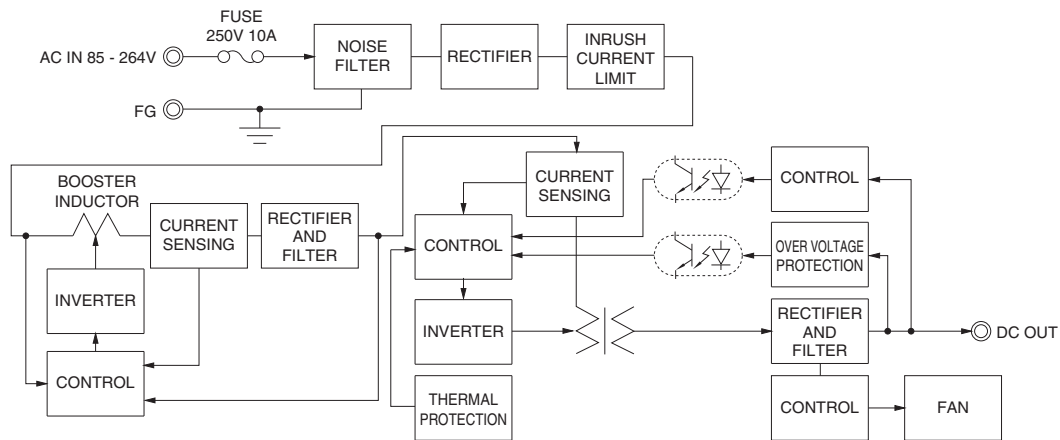 FUSE
250V 10A
AC IN 85 - 264V
NOISE
FILTER
RECTIFIER
INRUSH
CURRENT
LIMIT
FG
BOOSTER
INDUCTOR
CURRENT
SENSING
RECTIFIER
AND
FILTER
INVERTER
CONTROL
CURRENT
SENSING
CONTROL
INVERTER
THERMAL
PROTECTION
CONTROL
OVER VOLTAGE
PROTECTION
RECTIFIER
AND
FILTER
DC OUT
CONTROL
FAN